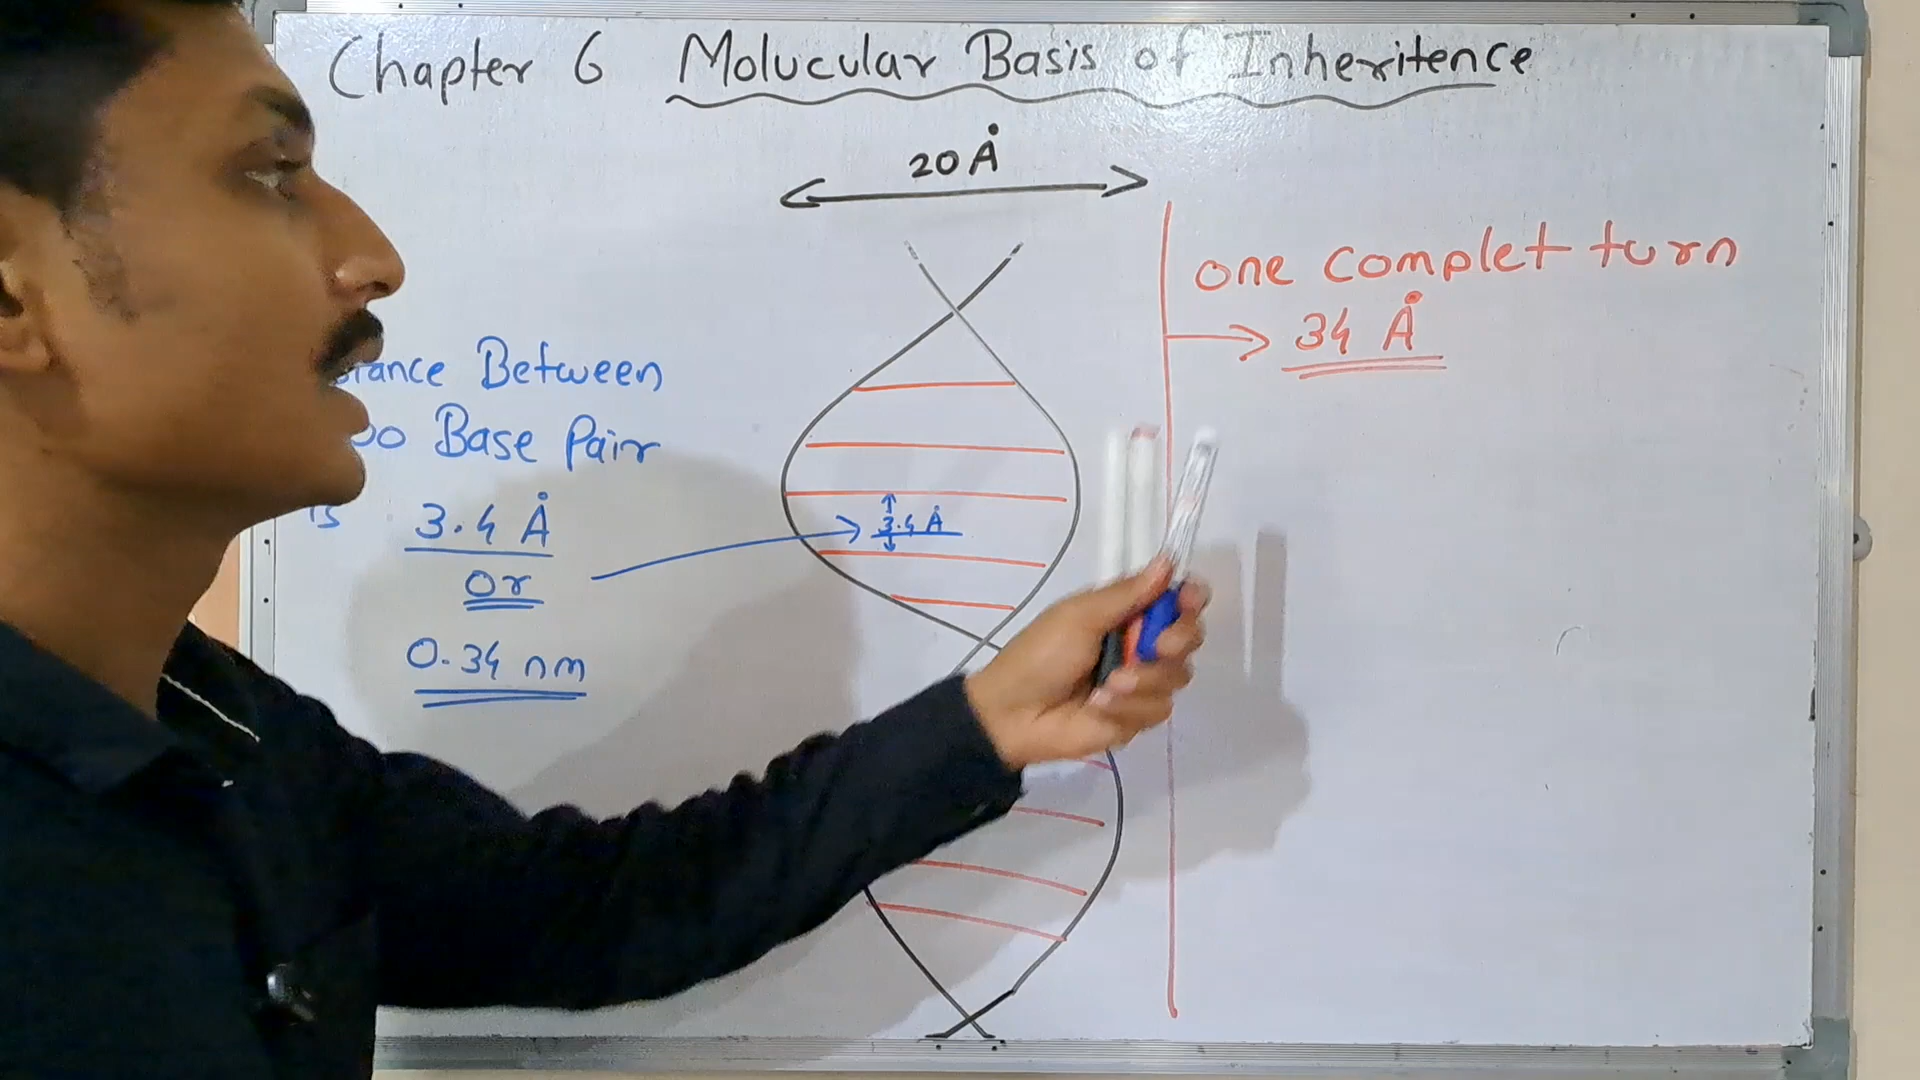 Chapter 6 Molucular Basis of Inheritence
20 Å
one complet turn
34 Å
Between
Base Pair
is 3.4 Å
or
0.34 nm
3.4 Å